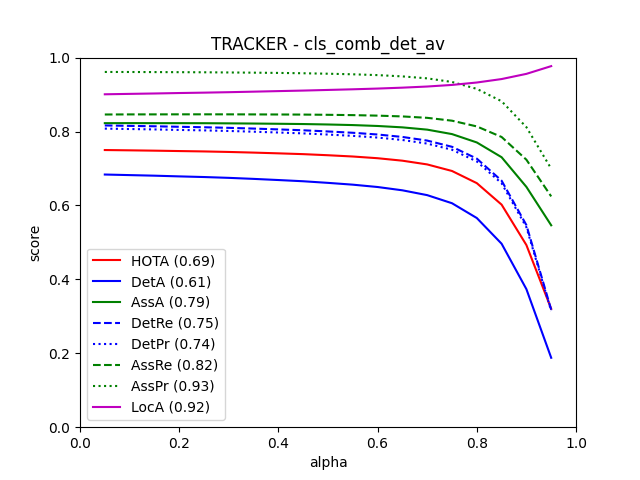 TRACKER - cls_comb_det_av
1.0
0.8
0.6
0.4
0.2
0.0
score
HOTA (0.69)
DetA (0.61)
AssA (0.79)
DetRe (0.75)
DetPr (0.74)
AssRe (0.82)
AssPr (0.93)
LocA (0.92)
0.0 0.2 0.4 0.6 0.8 1.0
alpha